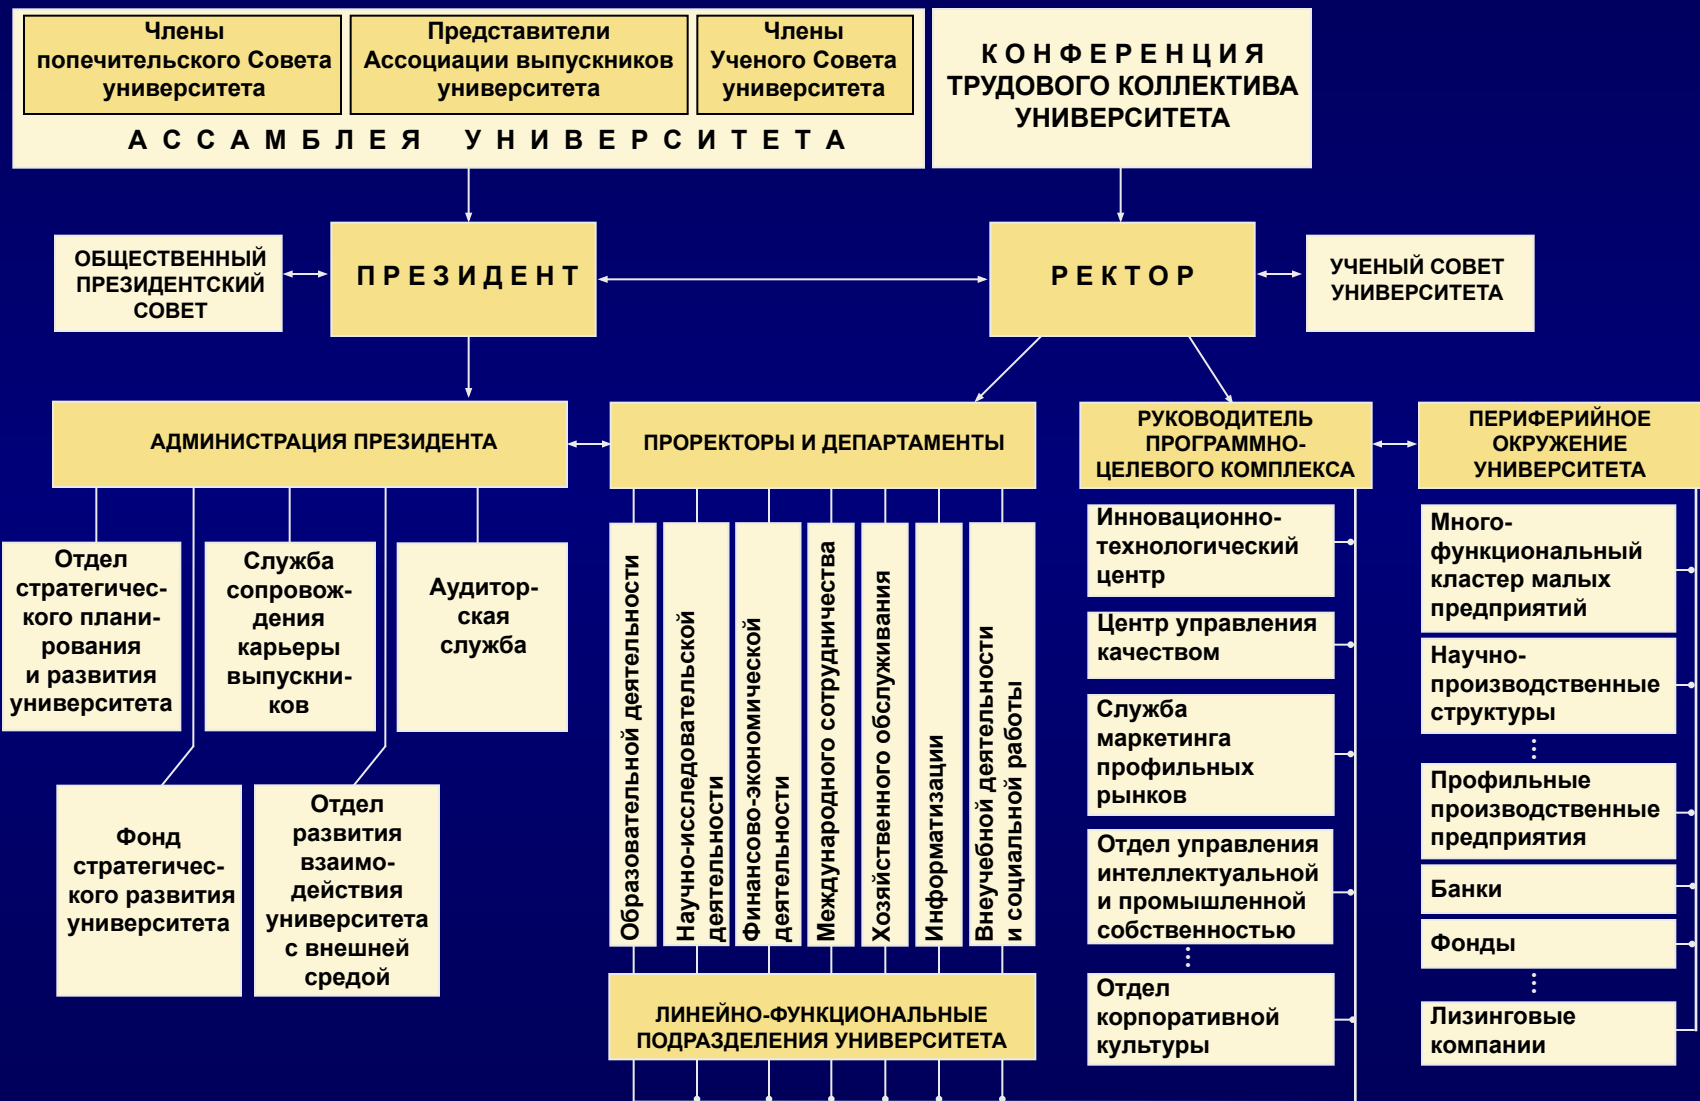 Члены
попечительского Совета
университета
Представители
Ассоциации выпускников
университета
Члены
Ученого Совета
университета
АССАМБЛЕЯ УНИВЕРСИТЕТА
КОНФЕРЕНЦИЯ
ТРУДОВОГО КОЛЛЕКТИВА
УНИВЕРСИТЕТА
ОБЩЕСТВЕННЫЙ
ПРЕЗИДЕНТСКИЙ
СОВЕТ
ПРЕЗИДЕНТ
РЕКТОР
УЧЕНЫЙ СОВЕТ
УНИВЕРСИТЕТА
АДМИНИСТРАЦИЯ ПРЕЗИДЕНТА
ПРОРЕКТОРЫ И ДЕПАРТАМЕНТЫ
РУКОВОДИТЕЛЬ
ПРОГРАММНО-
ЦЕЛЕВОГО КОМПЛЕКСА
ПЕРИФЕРИЙНОЕ
ОКРУЖЕНИЕ
УНИВЕРСИТЕТА
Отдел
стратегичес-
кого плани-
рования
и развития
университета
Служба
сопровож-
дения
карьеры
выпускни-
ков
Аудитор-
ская
служба
Фонд
стратегичес-
кого развития
университета
Отдел
развития
взаимо-
действия
университета
с внешней
средой
Образовательной деятельности
Научно-исследовательской
деятельности
Финансово-экономической
деятельности
Международного сотрудничества
Хозяйственного обслуживания
Информатизации
Внеучебной деятельности
и социальной работы
ЛИНЕЙНО-ФУНКЦИОНАЛЬНЫЕ
ПОДРАЗДЕЛЕНИЯ УНИВЕРСИТЕТА
Инновационно-
технологический
центр
Центр управления
качеством
Служба
маркетинга
профильных
рынков
Отдел управления
интеллектуальной
и промышленной
собственностью
Отдел
корпоративной
культуры
Много-
функциональный
кластер малых
предприятий
Научно-
производственные
структуры
Профильные
производственные
предприятия
Банки
Фонды
Лизинговые
компании